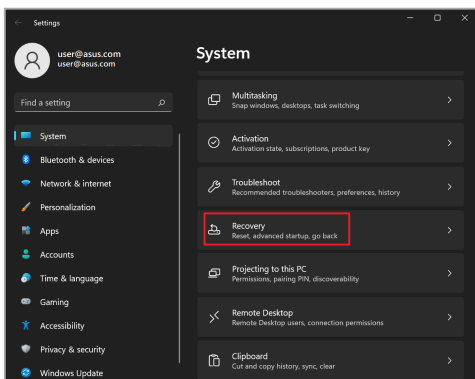 Settings
user@asus.com
user@asus.com
Find a setting
System
Bluetooth & devices
Network & internet
Personalization
Apps
Accounts
Time & language
Gaming
Accessibility
Privacy & security
Windows Update
System
Multitasking
Snap windows, desktops, task switching
Activation
Activation state, subscriptions, product key
Troubleshoot
Recommended troubleshooters, preferences, history
Recovery
Reset, advanced startup, go back
Projecting to this PC
Permissions, pairing PIN, discoverability
Remote Desktop
Remote Desktop users, connection permissions
Clipboard
Cut and copy history, sync, clear